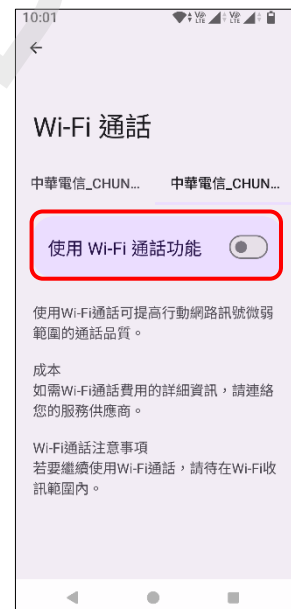 10:01
Wi-Fi 通話
中華電信_CHUN... 中華電信_CHUN...
使用 Wi-Fi 通話功能
使用Wi-Fi通話可提高行動網路訊號微弱
範圍的通話品質。
成本
如需Wi-Fi通話費用的詳細資訊，請連絡
您的服務供應商。
Wi-Fi通話注意事項
若要繼續使用Wi-Fi通話，請待在Wi-Fi收
訊範圍內。